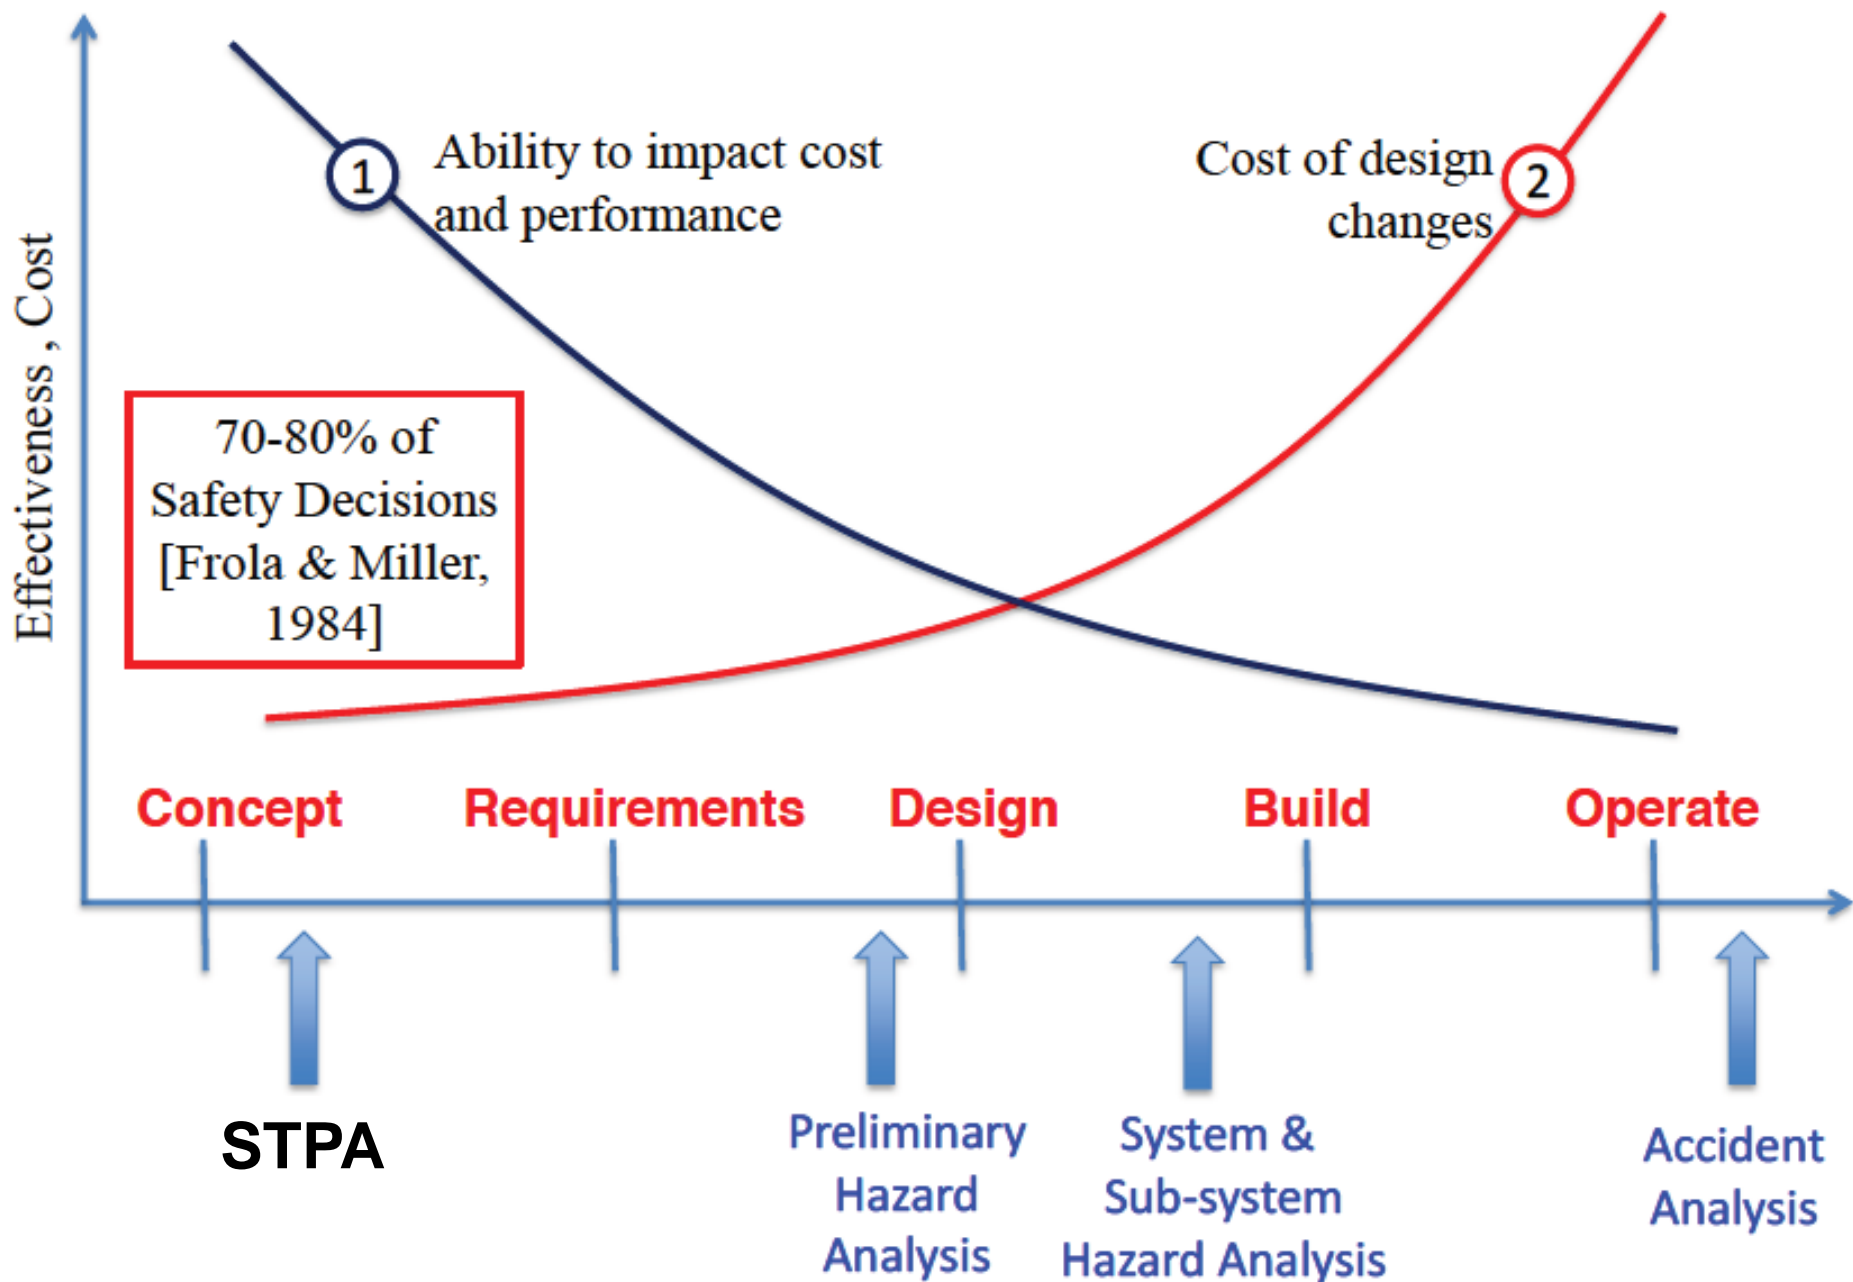 Effectiveness , Cost
1
Ability to impact cost
and performance
Cost of design
changes
2
70-80% of
Safety Decisions
[Frola & Miller,
1984]
Concept
Requirements
Design
Build
Operate
STPA
Preliminary
Hazard
Analysis
System &
Sub-system
Hazard Analysis
Accident
Analysis